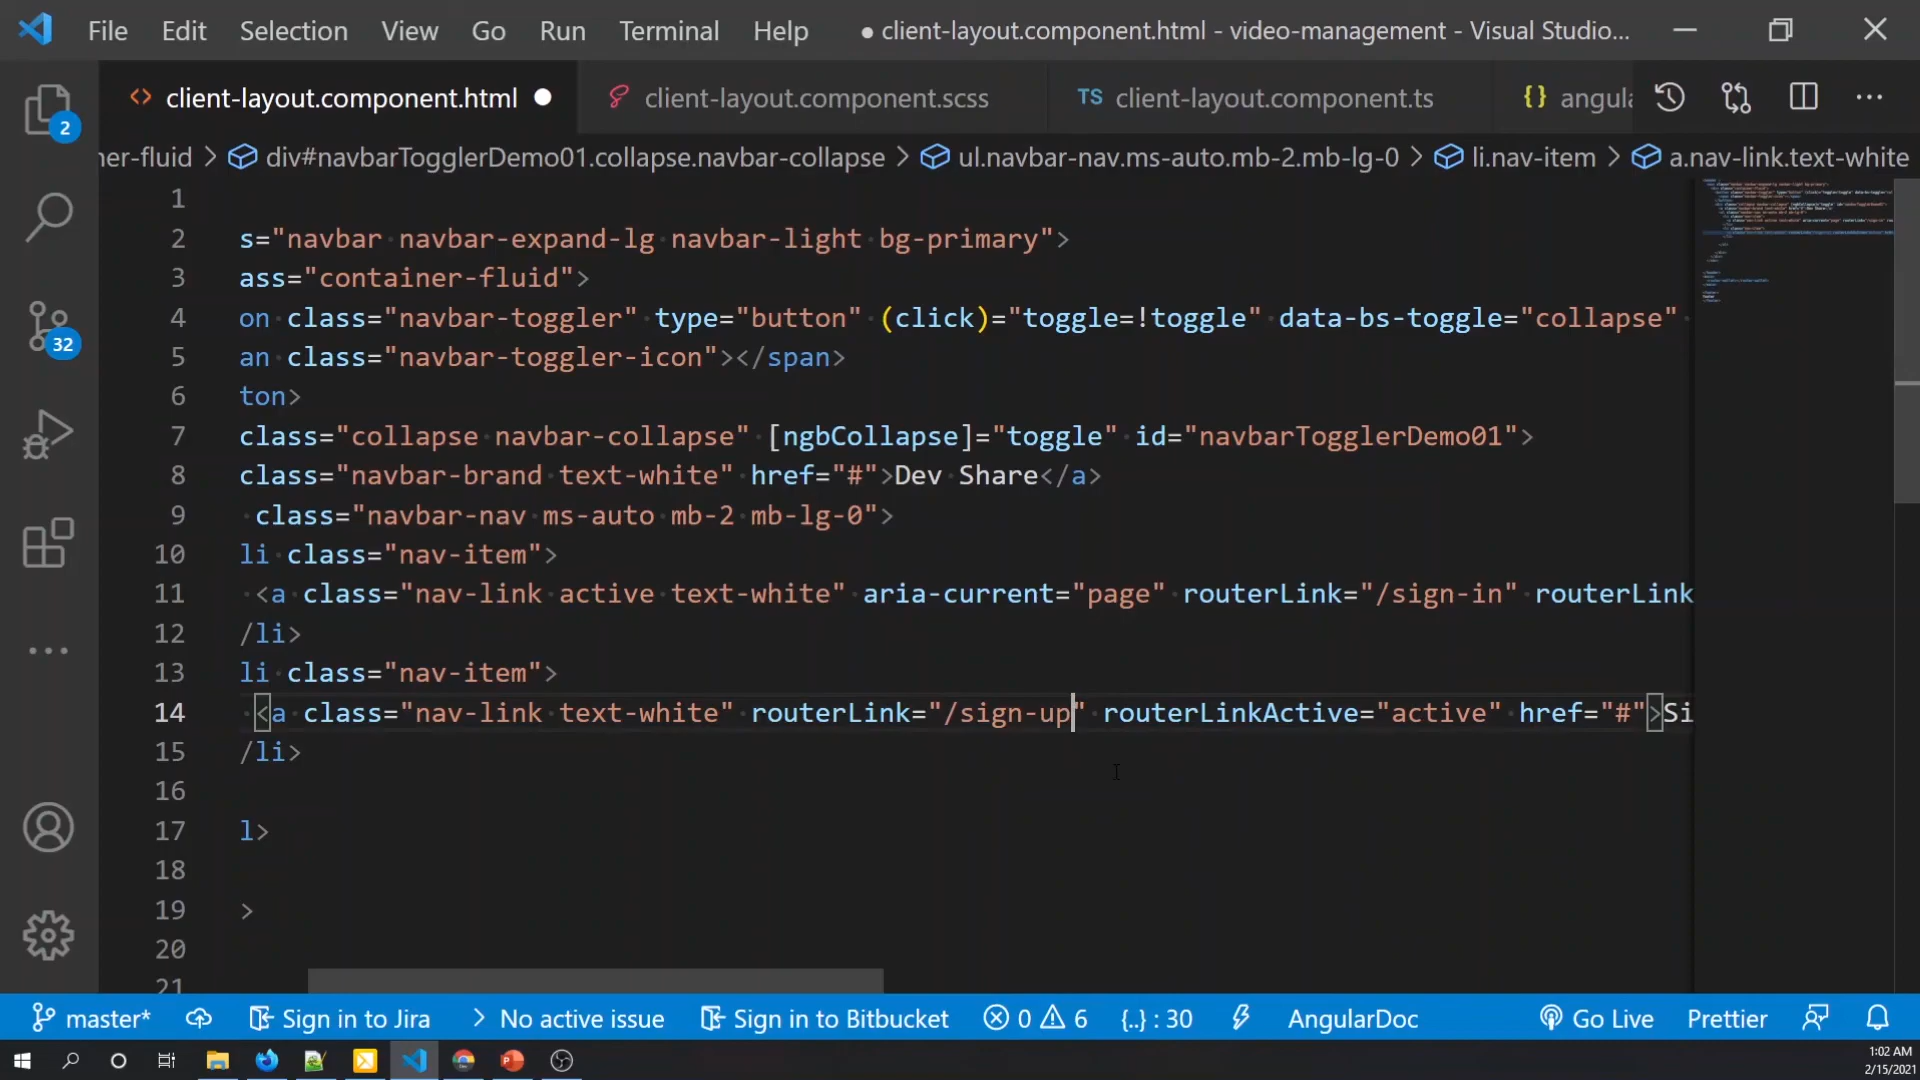 File Edit Selection View Go Run Terminal Help ● client-layout.component.html - video-management - Visual Studio...
<> client-layout.component.html ● client-layout.component.scss TS client-layout.component.ts {} angula
2
her-fluid > div#navbarTogglerDemo01.collapse.navbar-collapse > ul.navbar-nav.ms-auto.mb-2.mb-lg-0 > li.nav-item > a.nav-link.text-white
1
2 s="navbar navbar-expand-lg navbar-light bg-primary">
3 ass="container-fluid">
4 on class="navbar-toggler" type="button" (click)="toggle=!toggle" data-bs-toggle="collapse"
32
5 an class="navbar-toggler-icon"></span>
6 ton>
7 class="collapse navbar-collapse" [ngbCollapse]="toggle" id="navbarTogglerDemo01">
8 class="navbar-brand text-white" href="#">Dev Share</a>
9 class="navbar-nav ms-auto mb-2 mb-lg-0">
10 li class="nav-item">
11 <a class="nav-link active text-white" aria-current="page" routerLink="/sign-in" routerLink
12 /li>
13 li class="nav-item">
14 <a class="nav-link text-white" routerLink="/sign-up" routerLinkActive="active" href="#">Si
15 /li>
16
17 l>
18
19 >
20
21
master* Sign in to Jira > No active issue Sign in to Bitbucket 0 6 {..} : 30 AngularDoc Go Live Prettier
1:02 AM
2/15/2021